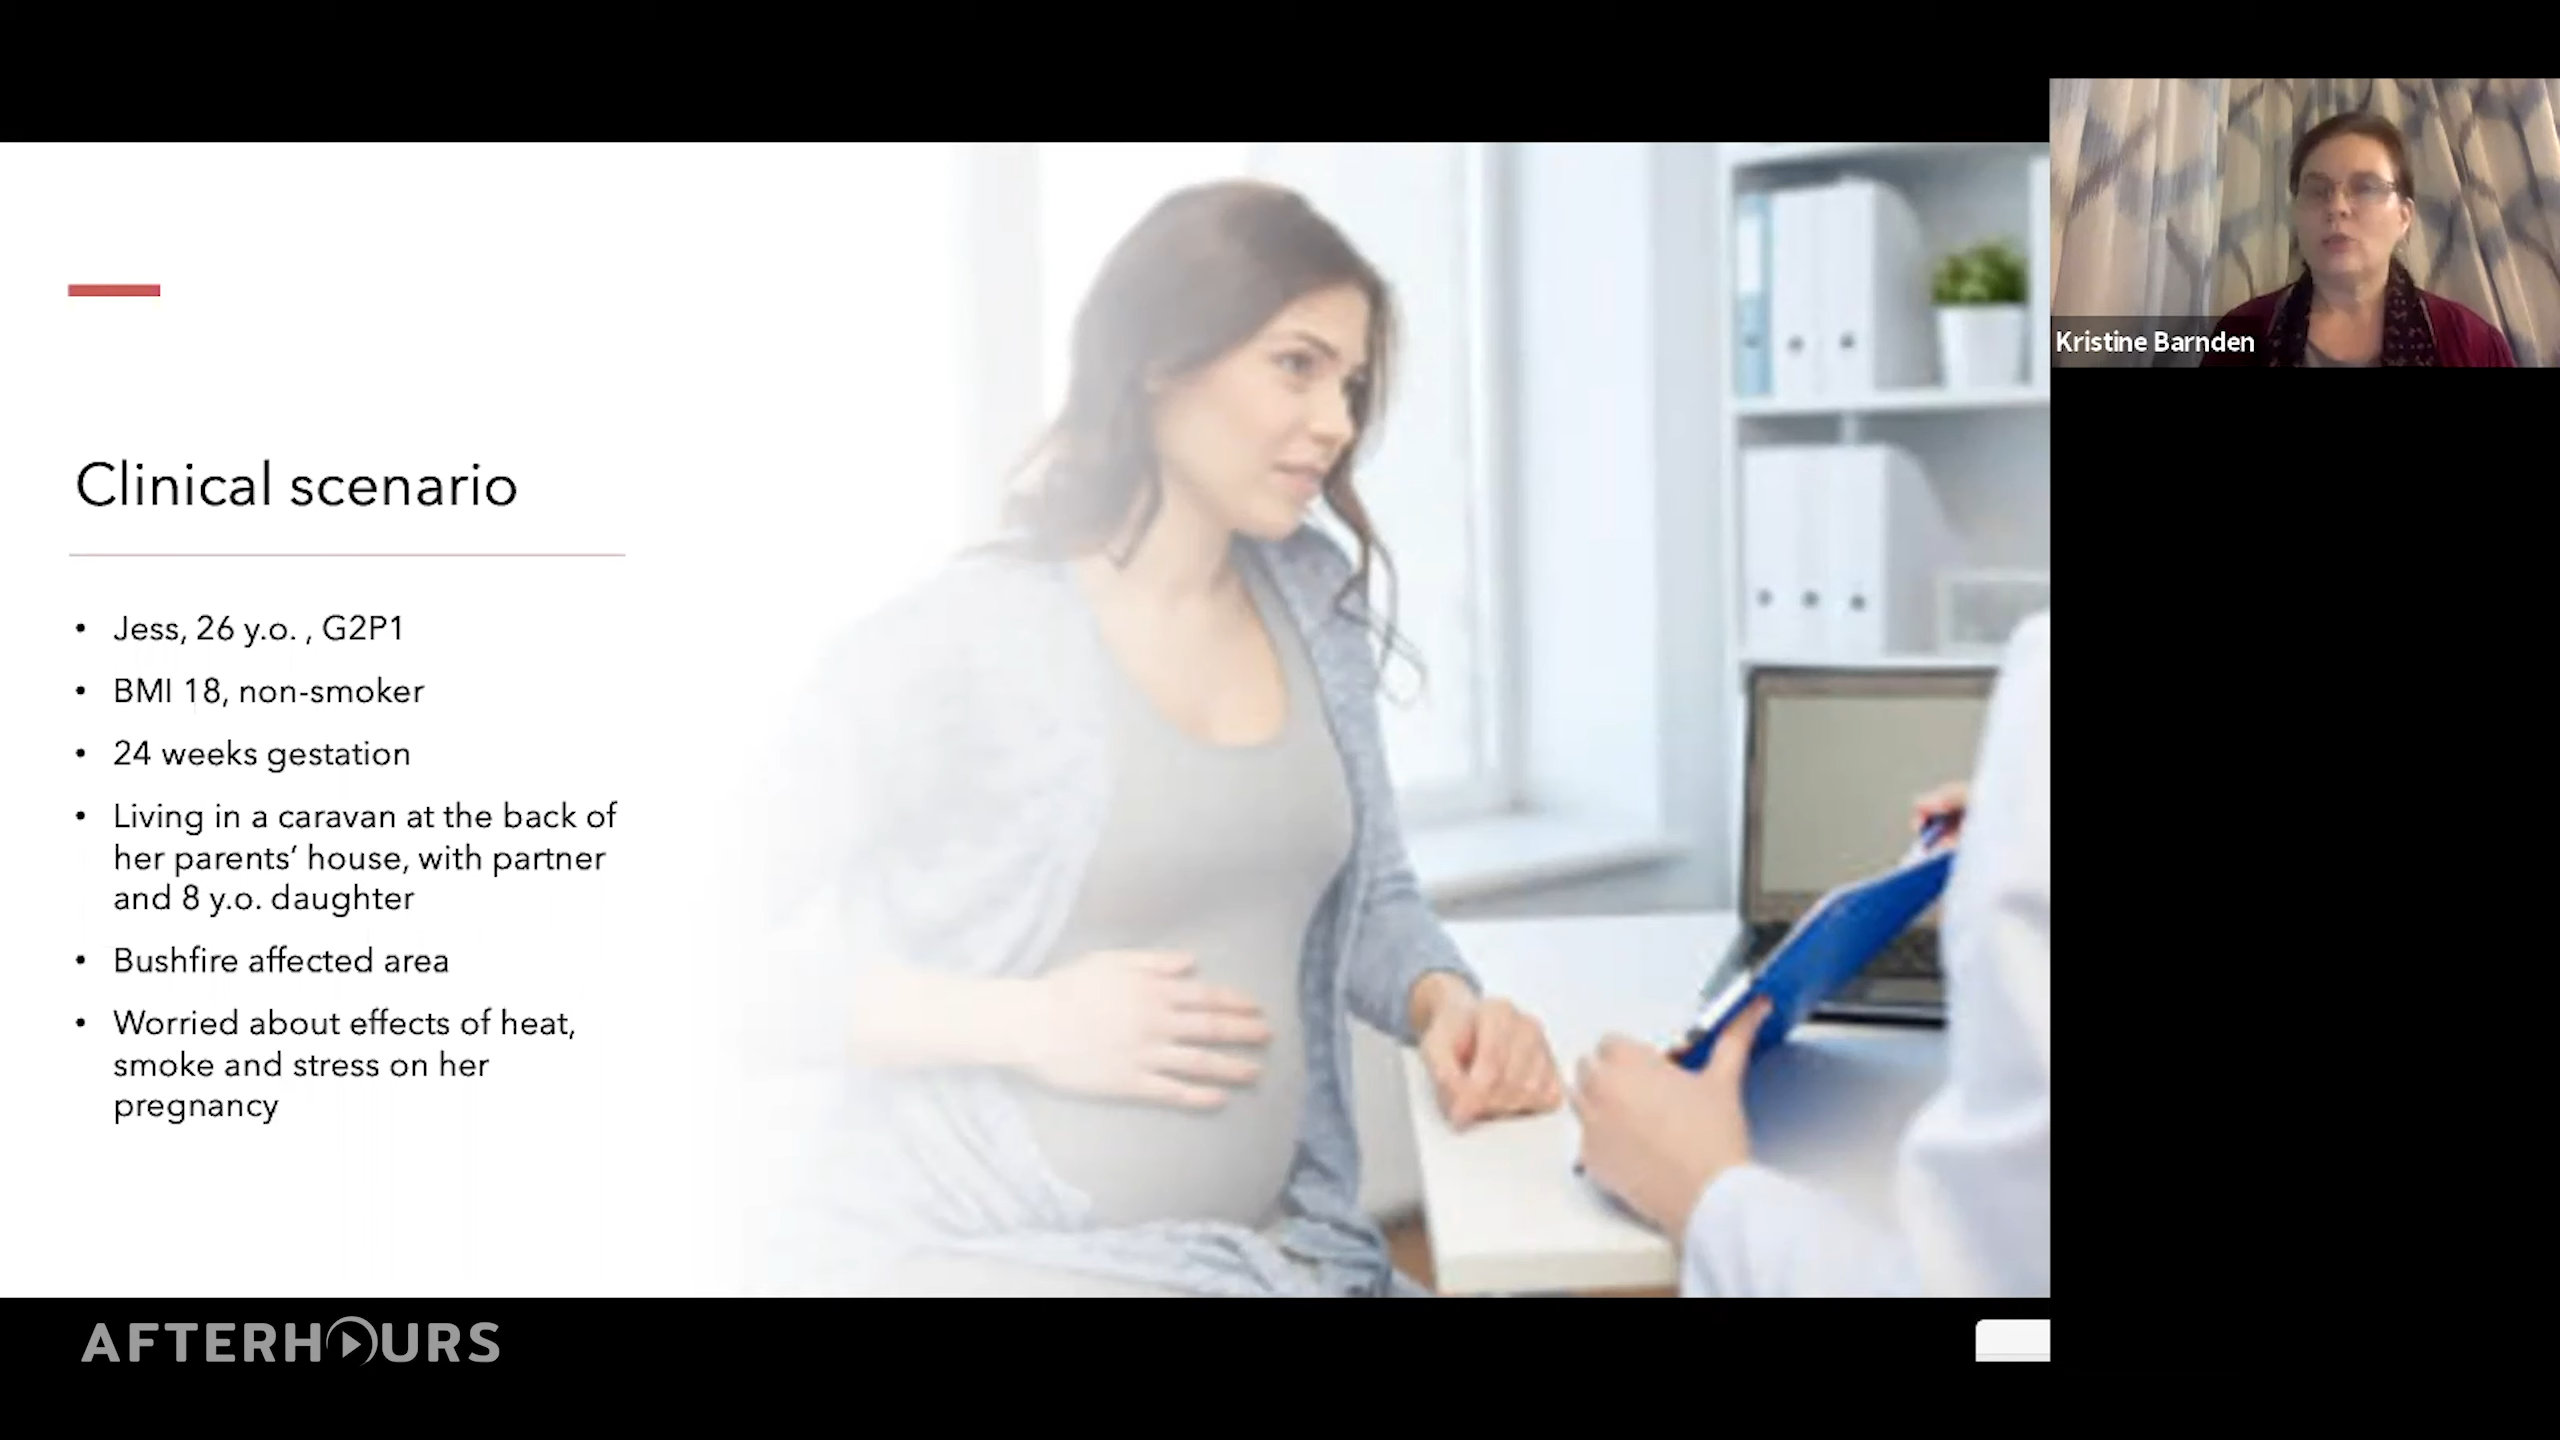 Clinical scenario
• Jess, 26 y.o. , G2P1
• BMI 18, non-smoker
• 24 weeks gestation
• Living in a caravan at the back of
her parents’ house, with partner
and 8 y.o. daughter
• Bushfire affected area
• Worried about effects of heat,
smoke and stress on her
pregnancy
Kristine Barnden
AFTERHOURS